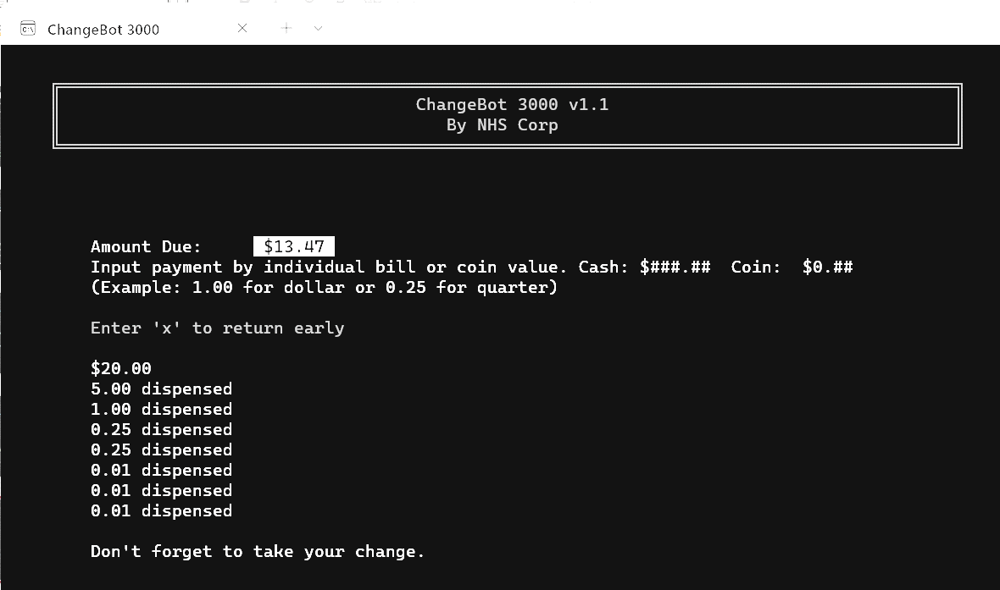 ChangeBot 3000
ChangeBot 3000 v1.1
By NHS Corp
Amount Due: $13.47
Input payment by individual bill or coin value. Cash: $###.## Coin: $0.##
(Example: 1.00 for dollar or 0.25 for quarter)
Enter 'x' to return early
$20.00
5.00 dispensed
1.00 dispensed
0.25 dispensed
0.25 dispensed
0.01 dispensed
0.01 dispensed
0.01 dispensed
Don't forget to take your change.